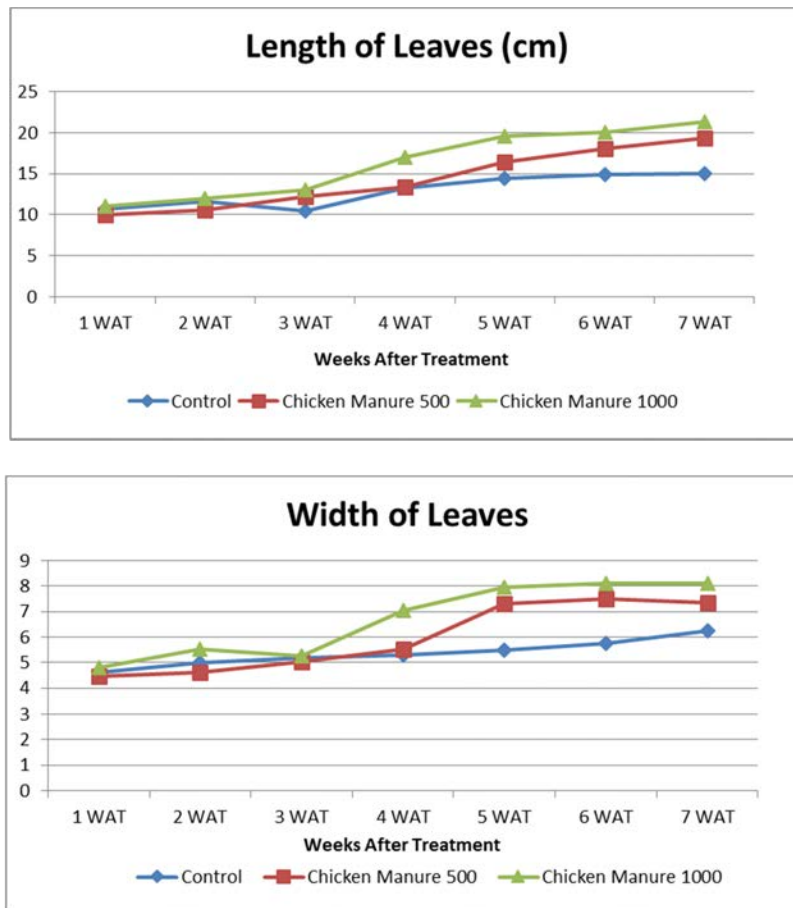 Length of Leaves (cm)
25
20
15
10
5
0
1 WAT 2 WAT 3 WAT 4 WAT 5 WAT 6 WAT 7 WAT
Weeks After Treatment
Control Chicken Manure 500 Chicken Manure 1000
Width of Leaves
9
8
7
6
5
4
3
2
1
0
1 WAT 2 WAT 3 WAT 4 WAT 5 WAT 6 WAT 7 WAT
Weeks After Treatment
Control Chicken Manure 500 Chicken Manure 1000